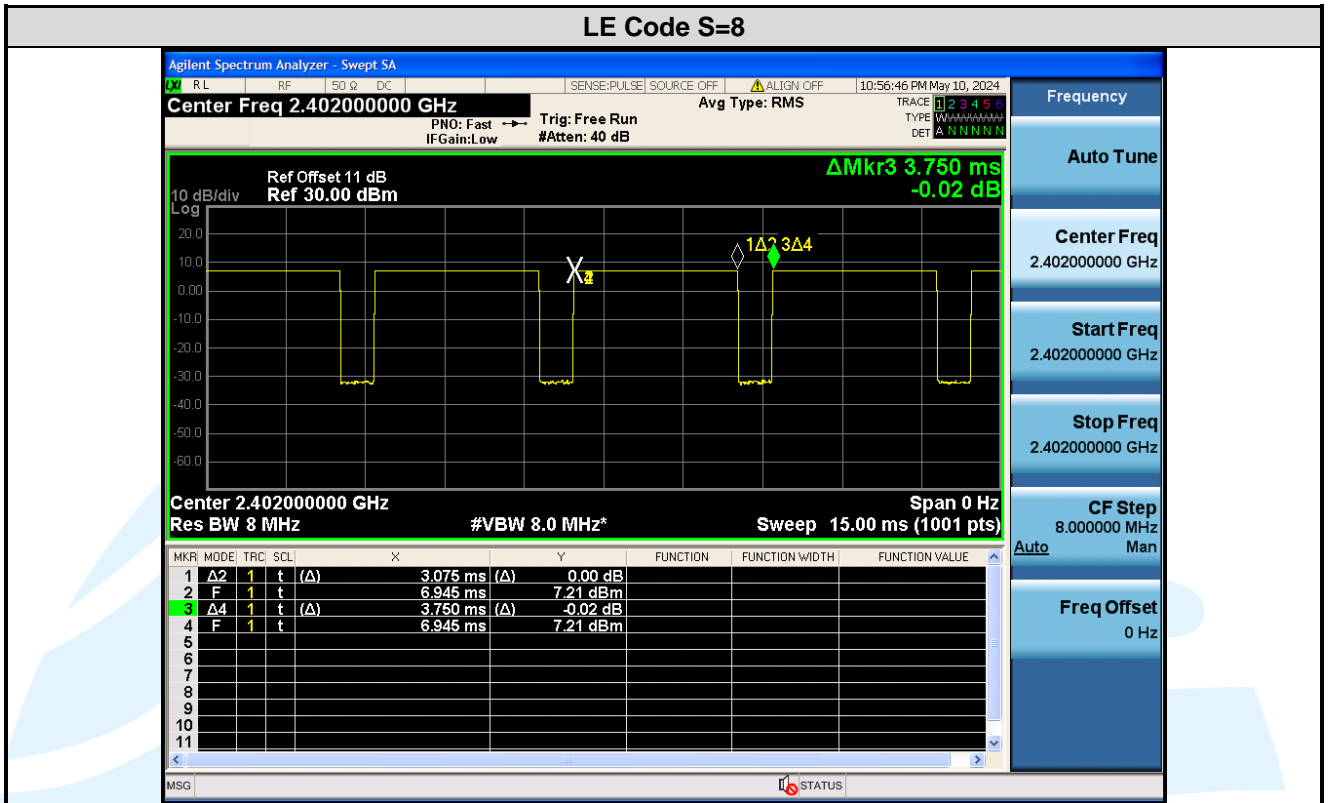 LE Code S=8
Agilent Spectrum Analyzer - Swept SA
LXI RL RF 50 Ω DC SENSE:PULSE SOURCE OFF ALIGN OFF 10:56:46 PM May 10, 2024
Center Freq 2.402000000 GHz
PNO: Fast
IFGain:Low
Trig: Free Run
#Atten: 40 dB
Avg Type: RMS
TRACE 1 2 3 4 5 6
TYPE W
DET A N N N N N
Frequency
Auto Tune
Center Freq
2.402000000 GHz
Start Freq
2.402000000 GHz
Stop Freq
2.402000000 GHz
CF Step
8.000000 MHz
Auto Man
Freq Offset
0 Hz
ΔMkr3 3.750 ms
-0.02 dB
Ref Offset 11 dB
10 dB/div Ref 30.00 dBm
Log
20.0
10.0
0.00
-10.0
-20.0
-30.0
-40.0
-50.0
-60.0
1Δ2 3Δ4
Center 2.402000000 GHz Span 0 Hz
Res BW 8 MHz #VBW 8.0 MHz* Sweep 15.00 ms (1001 pts)
MKR MODE TRC SCL X Y FUNCTION FUNCTION WIDTH FUNCTION VALUE
1 Δ2 1 t (Δ) 3.075 ms (Δ) 0.00 dB
2 F 1 t 6.945 ms 7.21 dBm
3 Δ4 1 t (Δ) 3.750 ms (Δ) -0.02 dB
4 F 1 t 6.945 ms 7.21 dBm
5
6
7
8
9
10
11
MSG STATUS